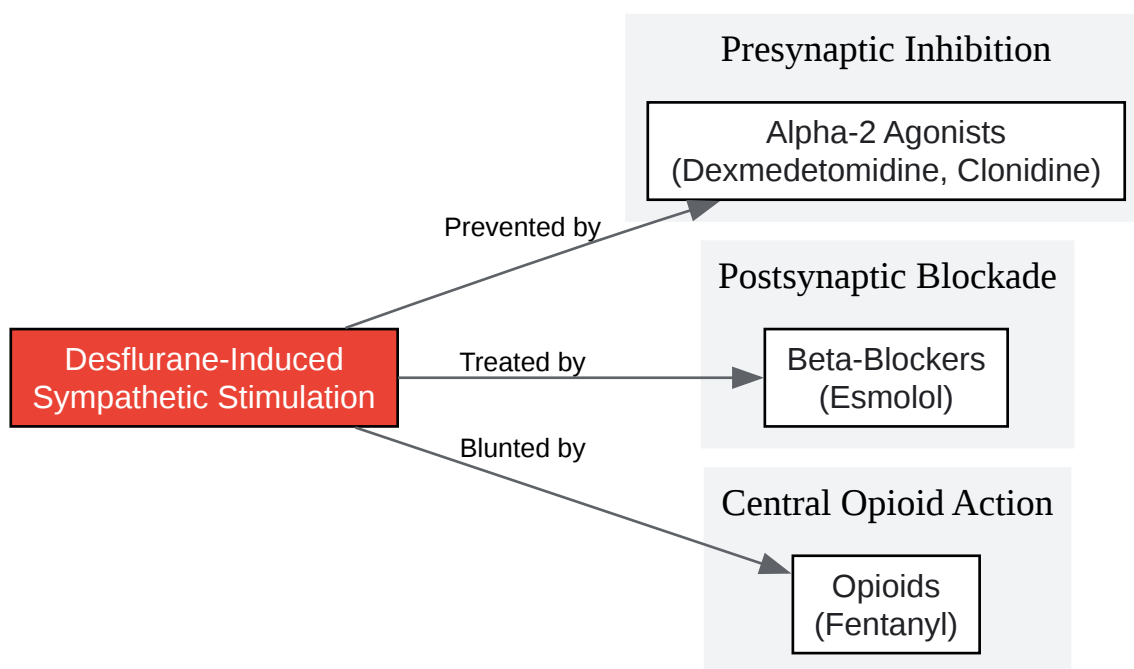 Presynaptic Inhibition
Alpha-2 Agonists
(Dexmedetomidine, Clonidine)
Prevented by
Postsynaptic Blockade
Desflurane-Induced
Sympathetic Stimulation
Treated by
Beta-Blockers
(Esmolol)
Blunted by
Central Opioid Action
Opioids
(Fentanyl)